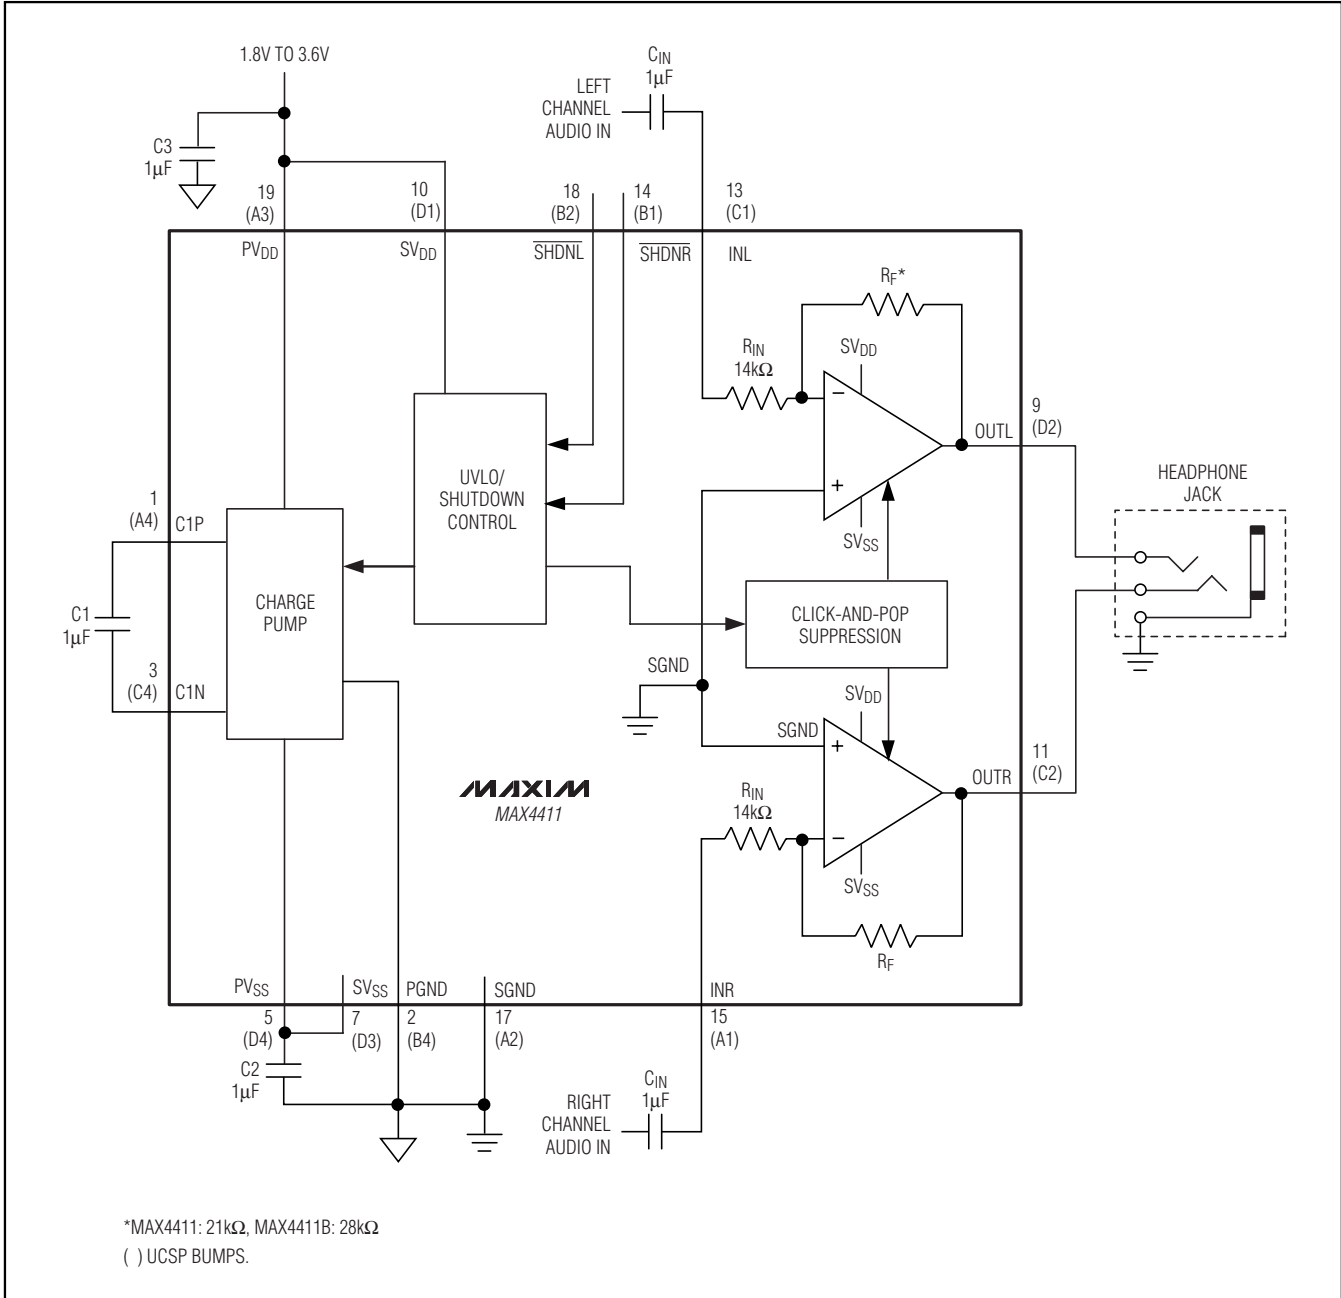 1.8V TO 3.6V
C3
1μF
LEFT
CHANNEL
AUDIO IN
CIN
1μF
19
(A3)
10
(D1)
18
(B2)
14
(B1)
13
(C1)
PVDD
SVDD
SHDNL
SHDNR
INL
RF*
RIN
14kΩ
SVDD
−
+
SVSS
OUTL
9
(D2)
HEADPHONE
JACK
UVLO/
SHUTDOWN
CONTROL
1
(A4)
C1P
CHARGE
PUMP
C1
1μF
3
(C4)
C1N
CLICK-AND-POP
SUPPRESSION
SGND
SVDD
SGND
+
−
SVSS
OUTR
11
(C2)
RIN
14kΩ
RF
MAXIM
MAX4411
PVSS
SVSS
PGND
SGND
INR
5
(D4)
7
(D3)
2
(B4)
17
(A2)
15
(A1)
C2
1μF
RIGHT
CHANNEL
AUDIO IN
CIN
1μF
*MAX4411: 21kΩ, MAX4411B: 28kΩ
( ) UCSP BUMPS.